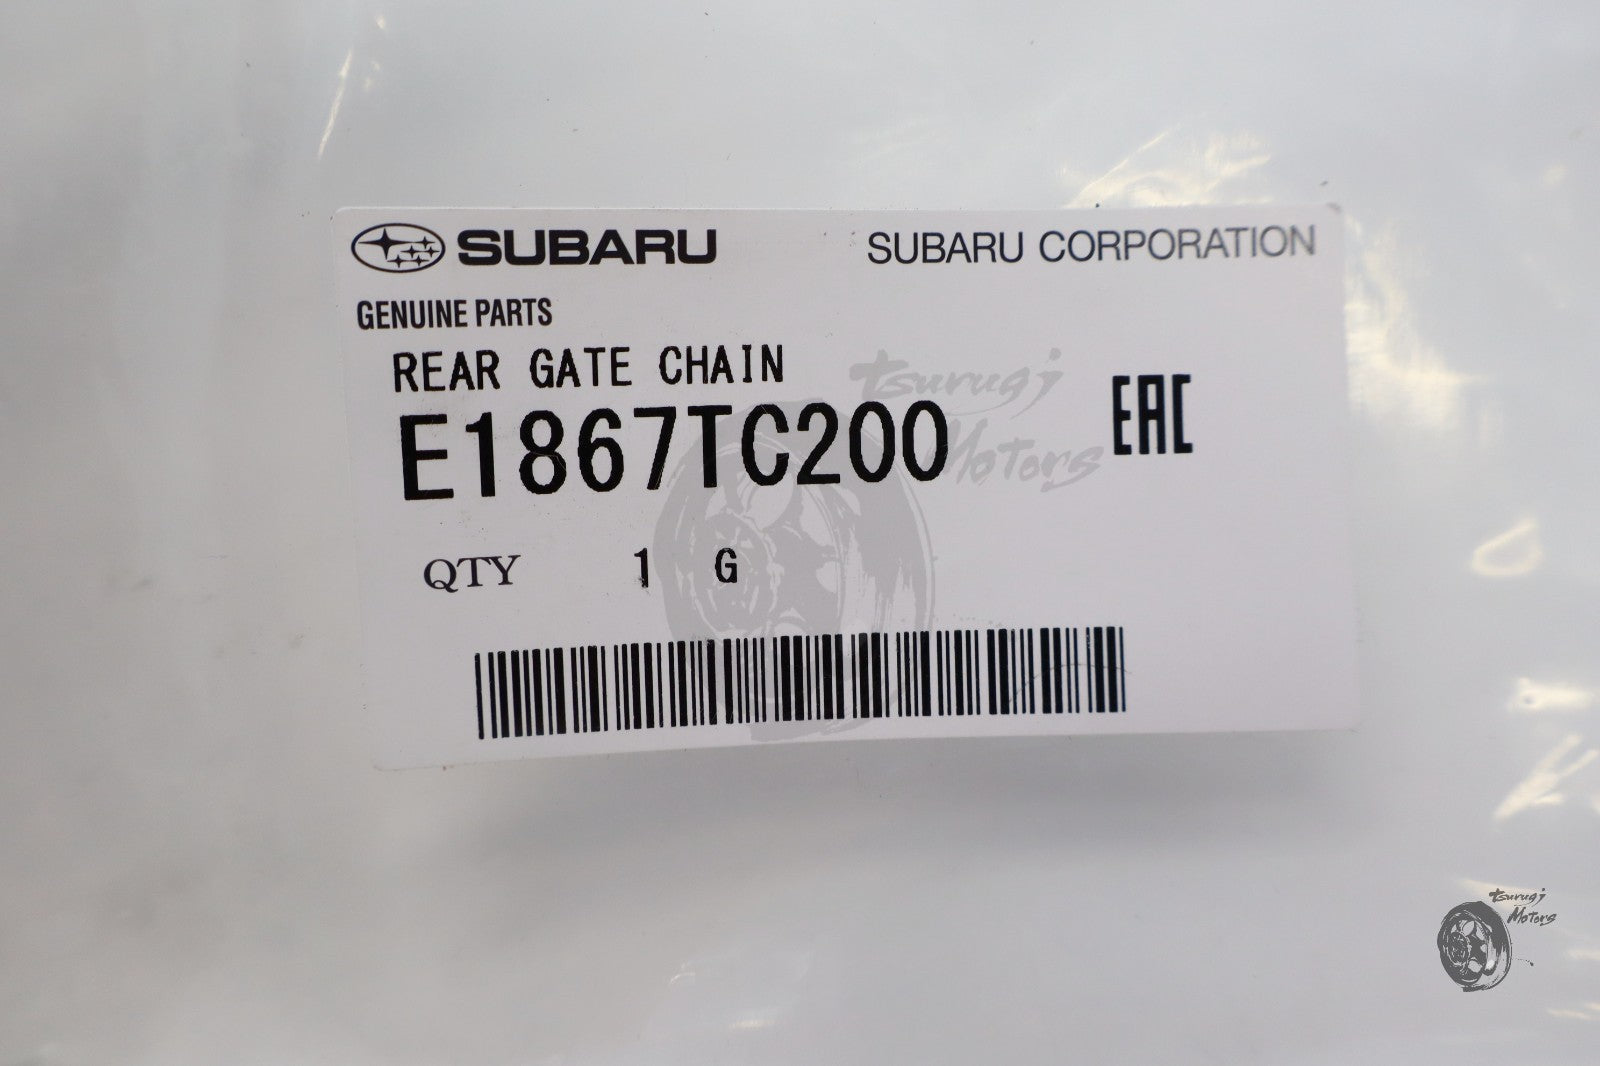 SUBARU SUBARU CORPORATION
GENUINE PARTS
REAR GATE CHAIN
E1867TC200
EAC
QTY 1 G
tsurugi
Motors
tsurugi
Motors